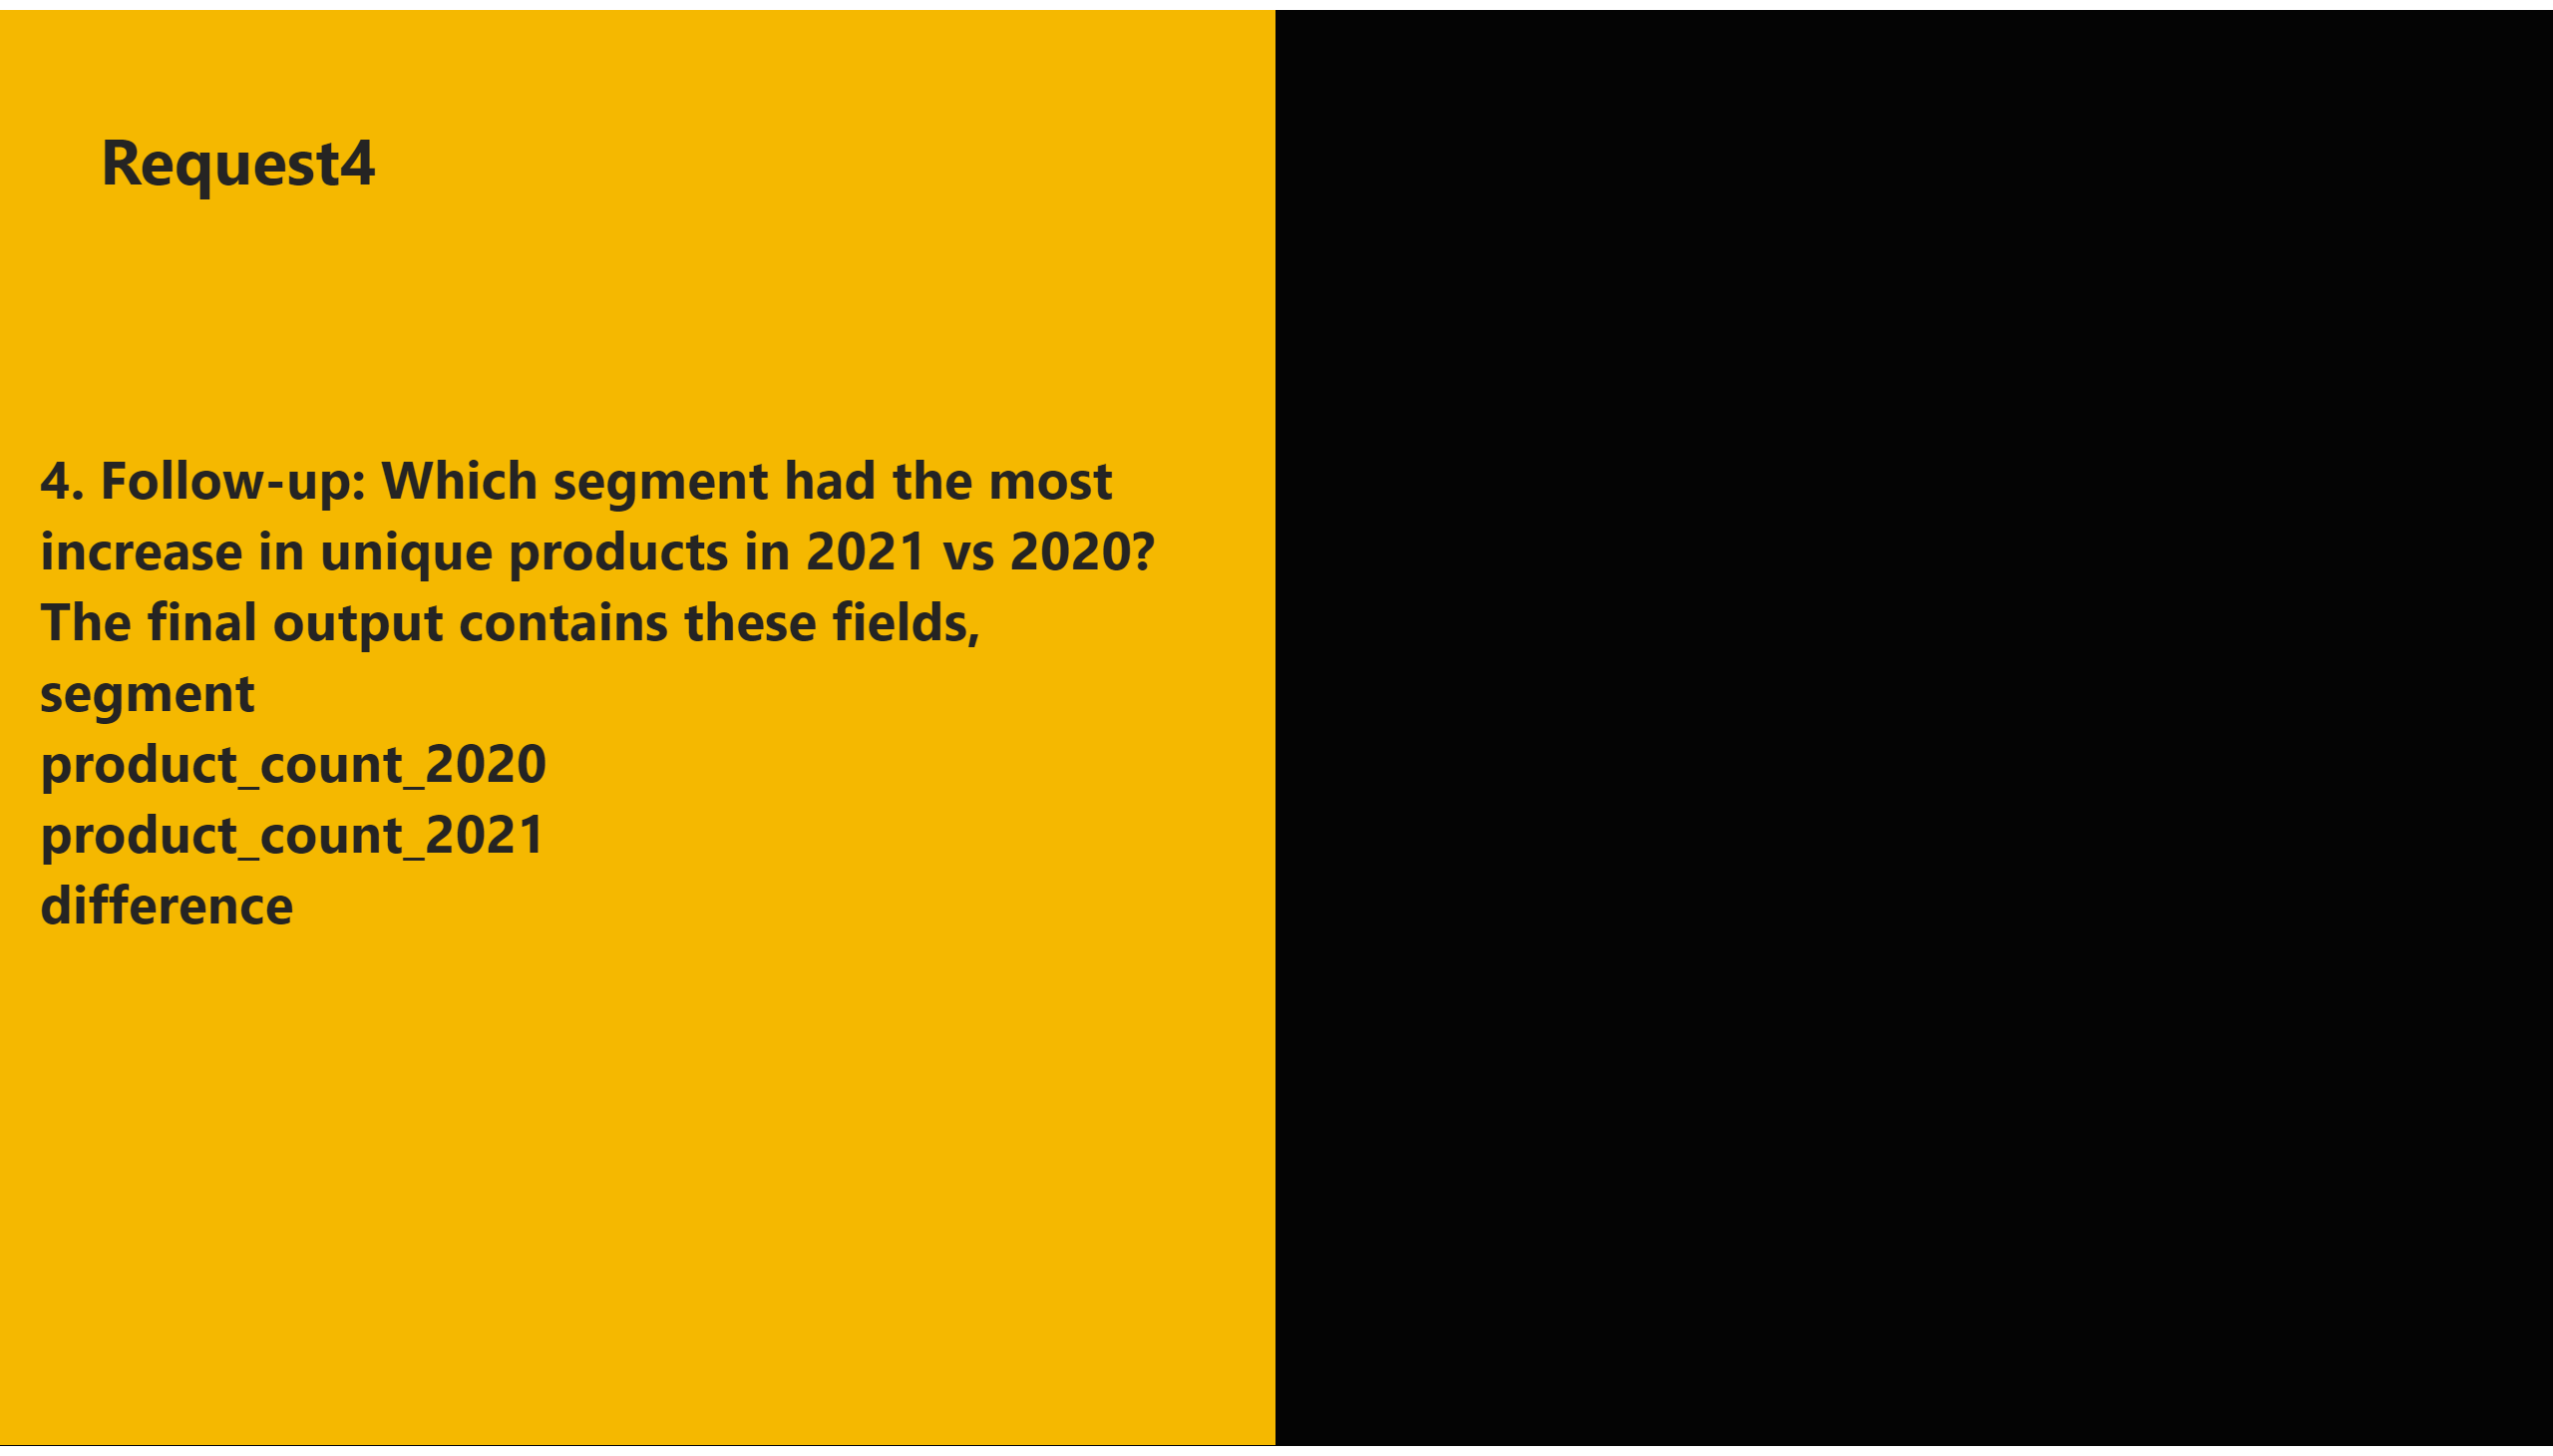 Request4
4. Follow-up: Which segment had the most
increase in unique products in 2021 vs 2020?
The final output contains these fields,
segment
product_count_2020
product_count_2021
difference